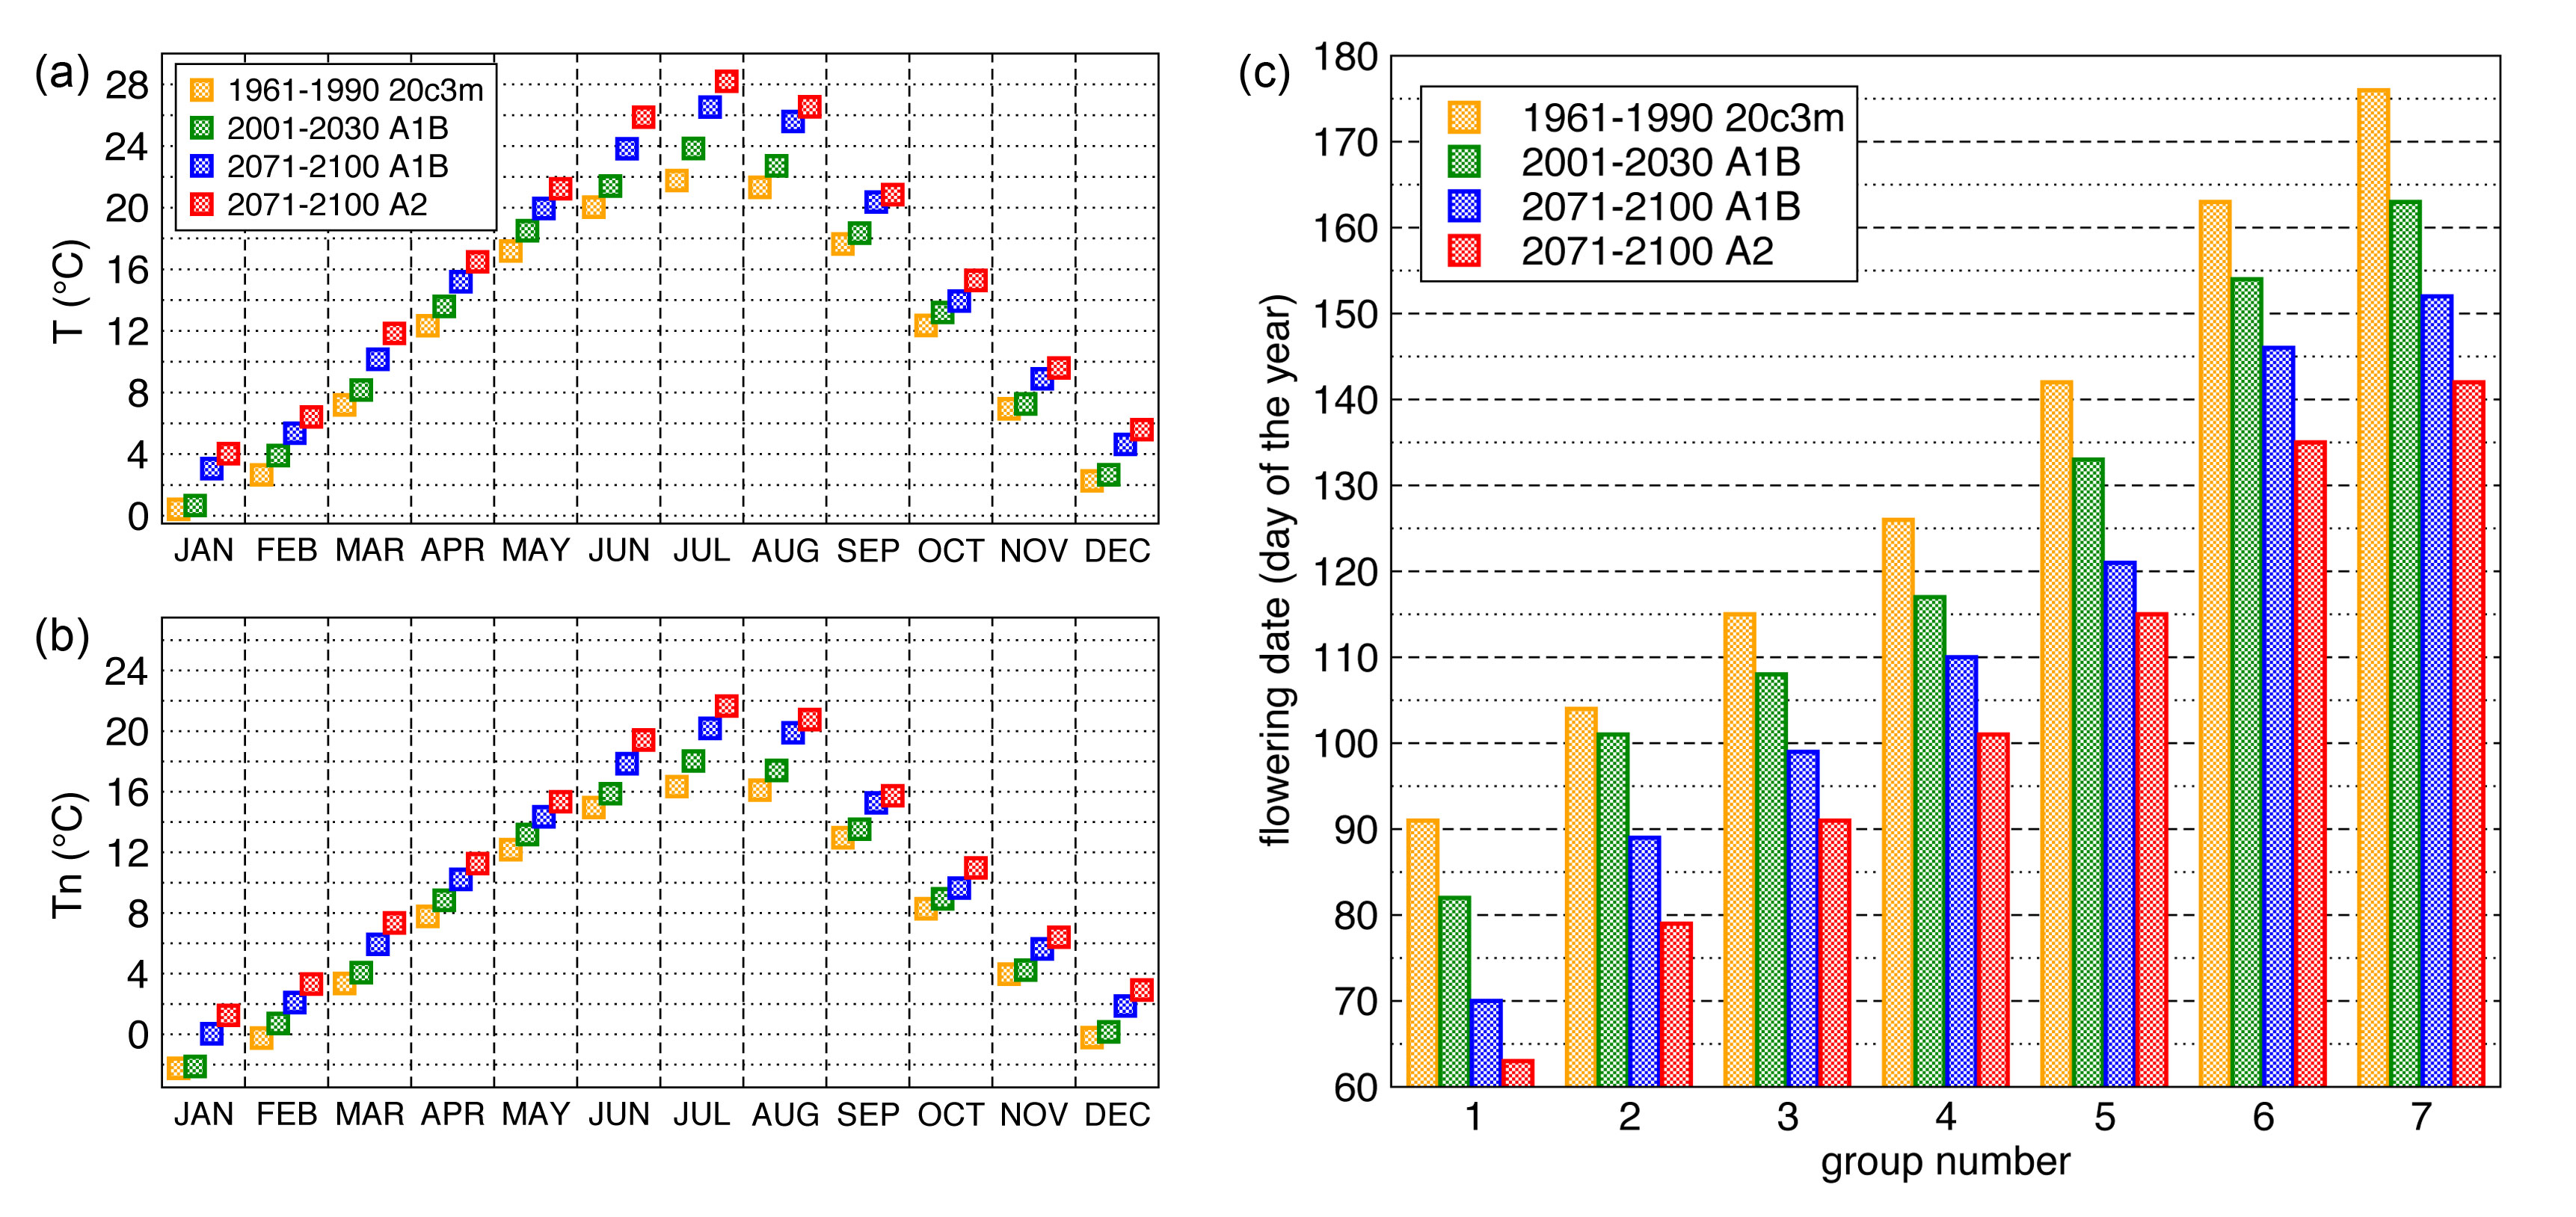 (a)
28
24
20
16
12
8
4
0
T (°C)
1961-1990 20c3m
2001-2030 A1B
2071-2100 A1B
2071-2100 A2
JAN FEB MAR APR MAY JUN JUL AUG SEP OCT NOV DEC
(b)
24
20
16
12
8
4
0
Tn (°C)
JAN FEB MAR APR MAY JUN JUL AUG SEP OCT NOV DEC
(c)
180
170
160
150
140
130
120
110
100
90
80
70
60
flowering date (day of the year)
1961-1990 20c3m
2001-2030 A1B
2071-2100 A1B
2071-2100 A2
1 2 3 4 5 6 7
group number